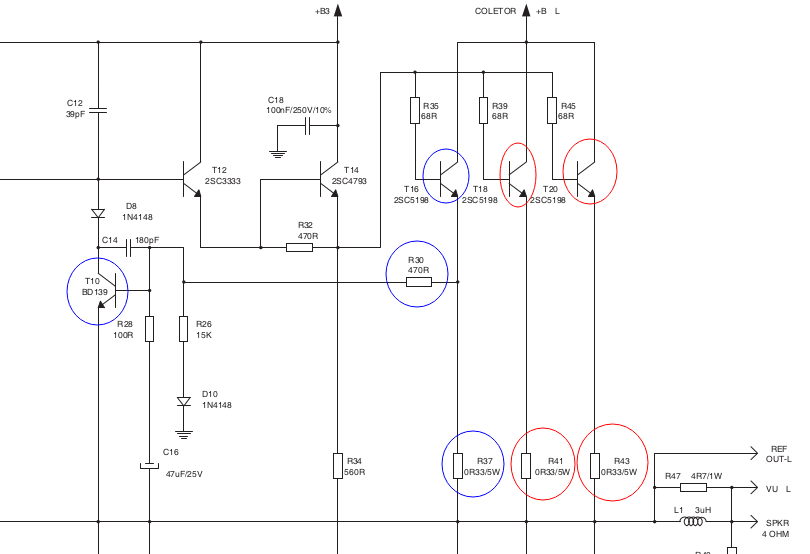 +B3
COLETOR +B L
C12
39pF
C18
100nF/250V/10%
R35
68R
R39
68R
R45
68R
T12
2SC3333
T14
2SC4793
T16
2SC5198
T18
2SC5198
T20
2SC5198
D8
1N4148
C14 180pF
R32
470R
R30
470R
T10
BD139
R28
100R
R26
15K
D10
1N4148
C16
47uF/25V
R34
560R
R37
0R33/5W
R41
0R33/5W
R43
0R33/5W
REF
OUT-L
R47 4R7/1W
VU L
L1 3uH
SPKR
4 OHM